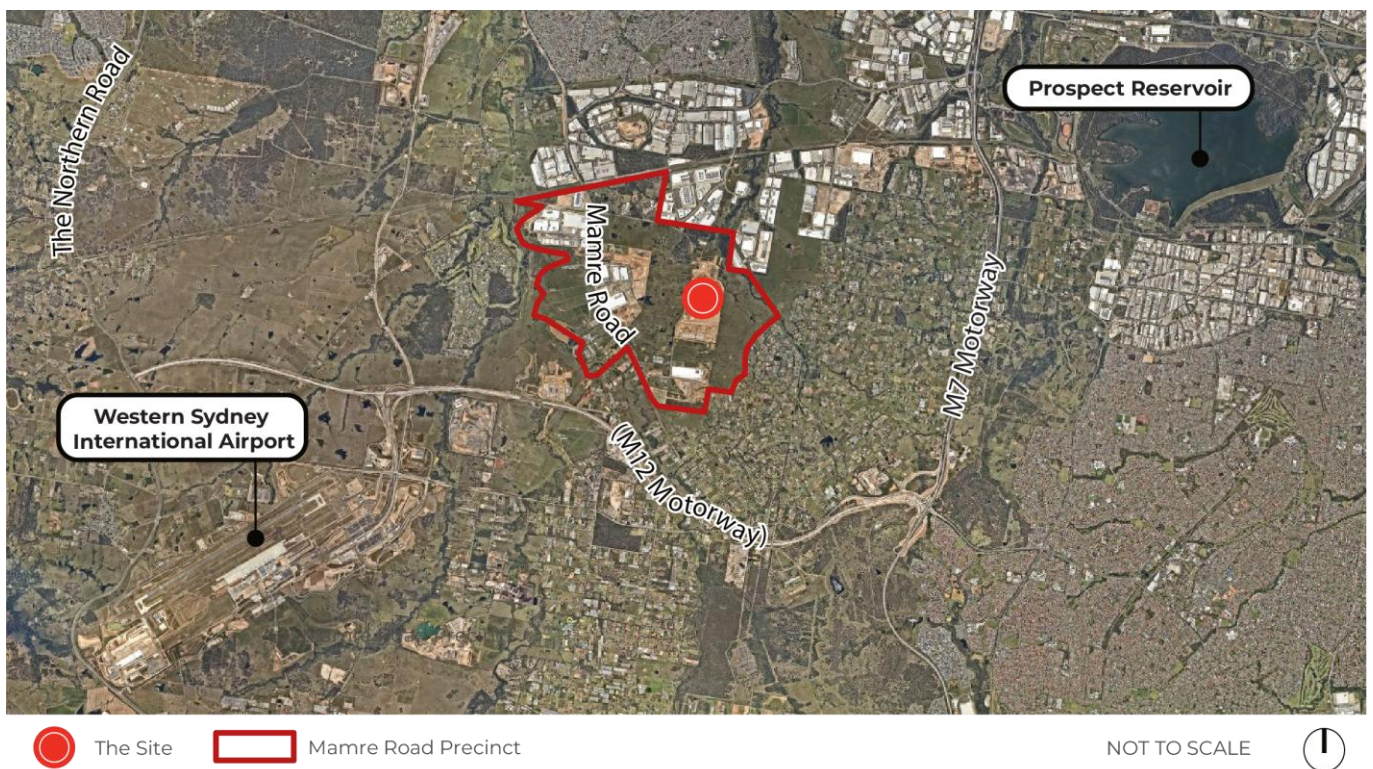 The Northern Road
Prospect Reservoir
Mamre Road
M7 Motorway
Western Sydney
International Airport
(M12 Motorway)
The Site
Mamre Road Precinct
NOT TO SCALE